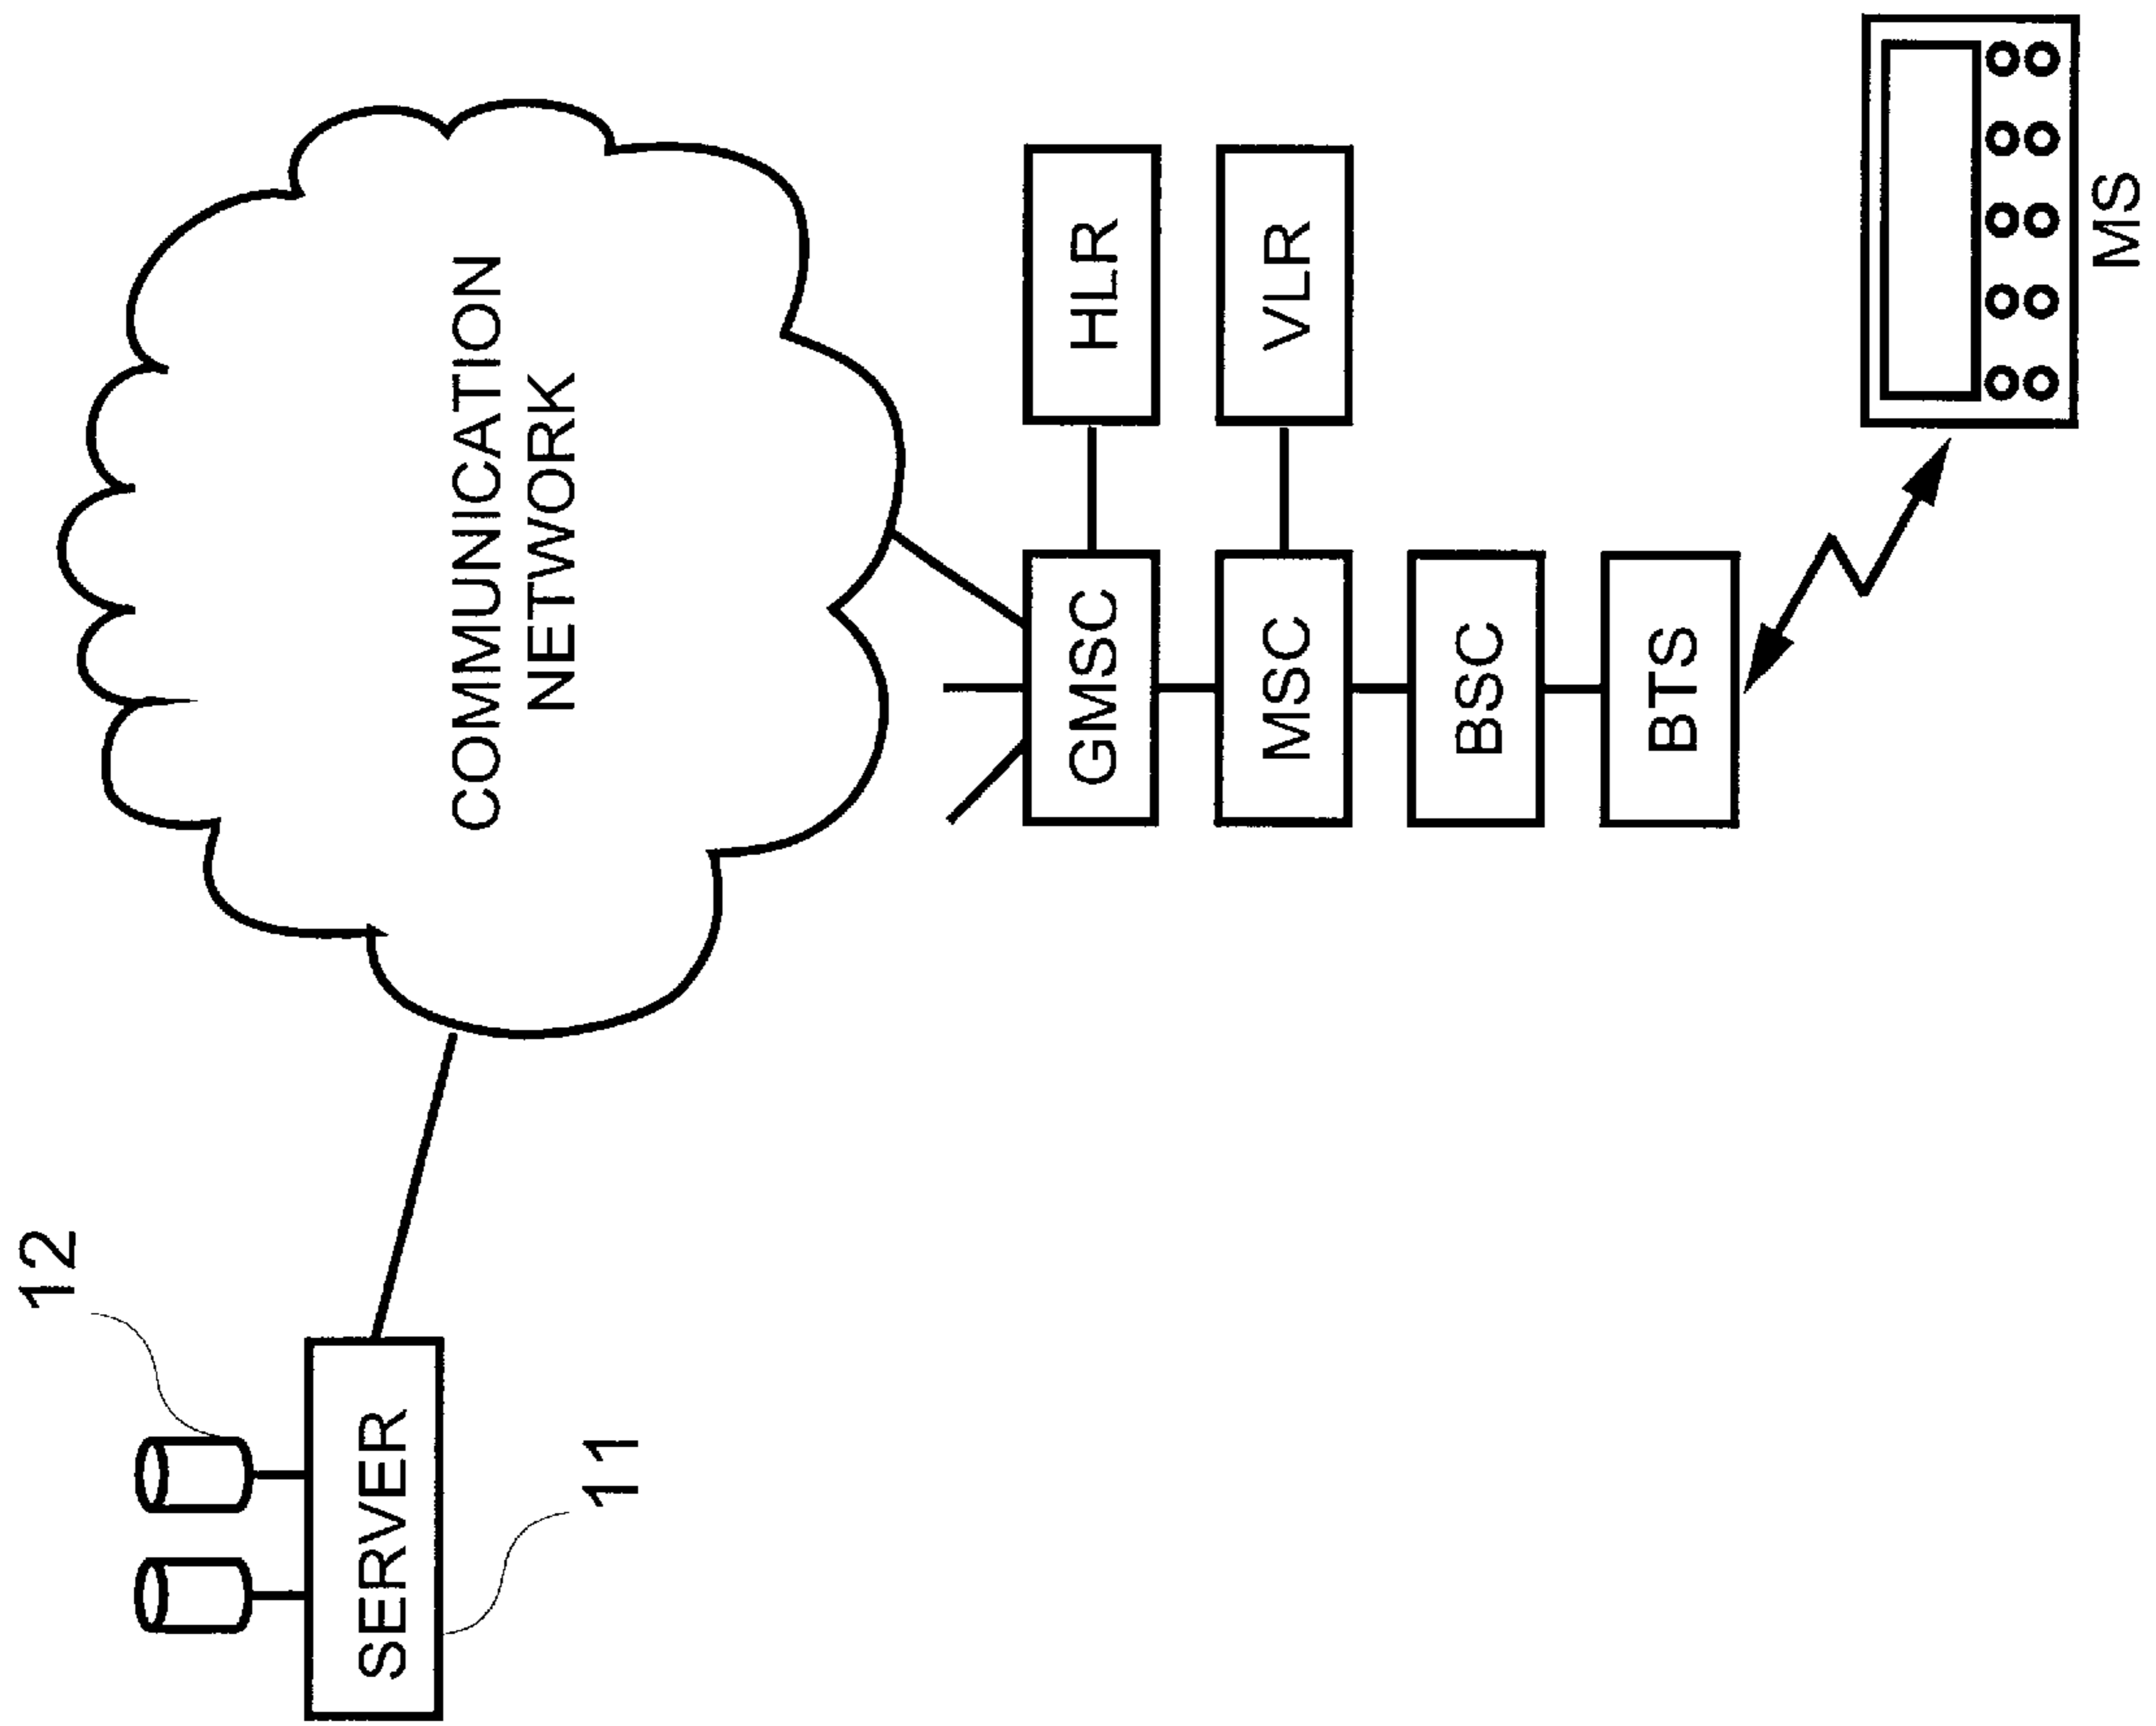 12
SERVER
11
COMMUNICATION
NETWORK
GMSC
HLR
MSC
VLR
BSC
BTS
MS